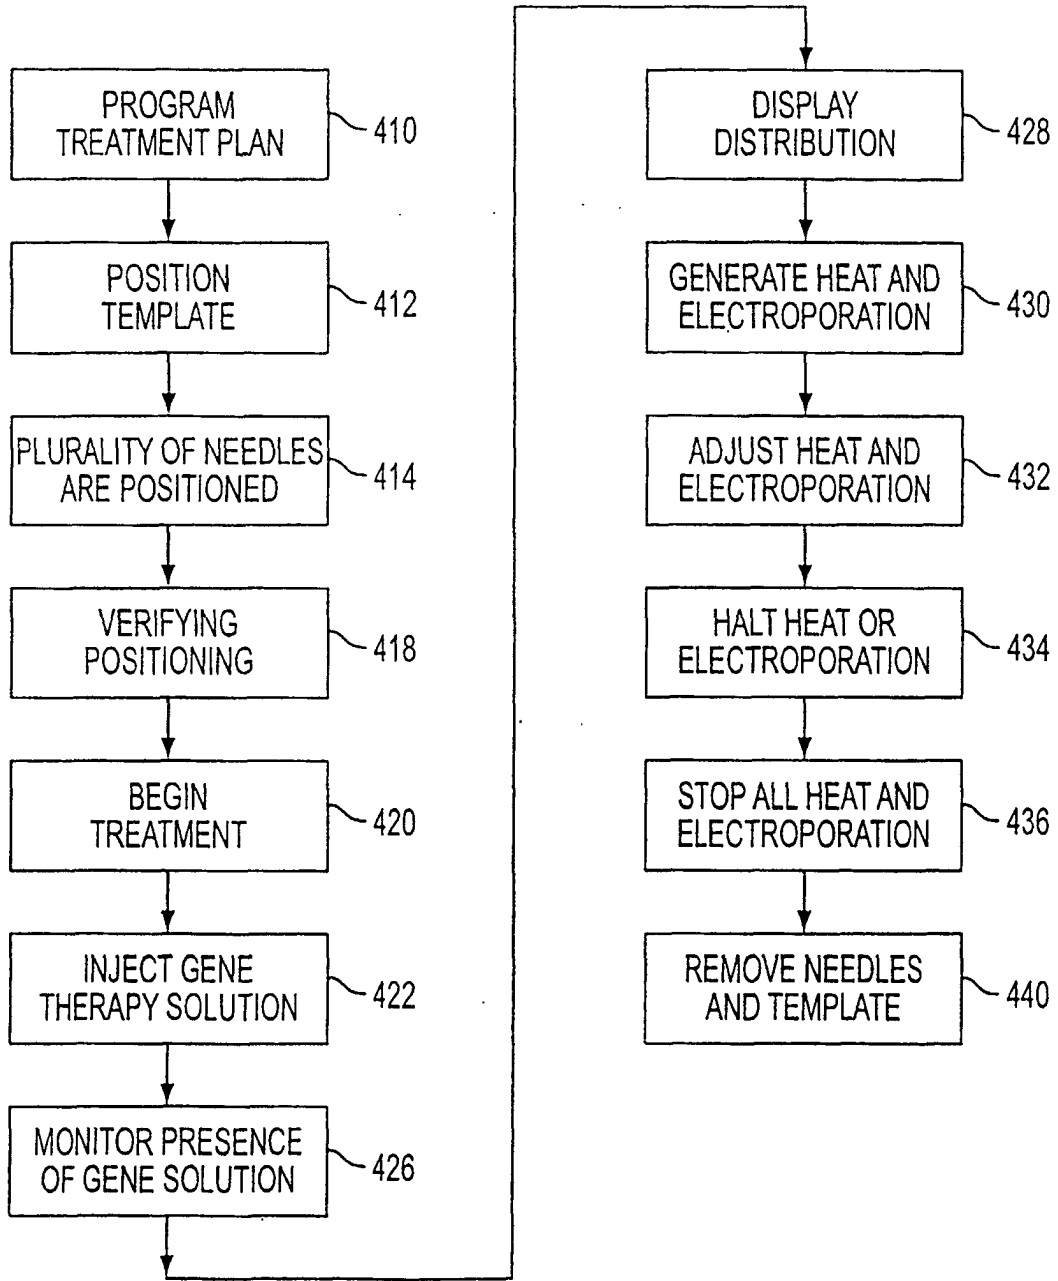 PROGRAM
TREATMENT PLAN
410
POSITION
TEMPLATE
412
PLURALITY OF NEEDLES
ARE POSITIONED
414
VERIFYING
POSITIONING
418
BEGIN
TREATMENT
420
INJECT GENE
THERAPY SOLUTION
422
MONITOR PRESENCE
OF GENE SOLUTION
426
DISPLAY
DISTRIBUTION
428
GENERATE HEAT AND
ELECTROPORATION
430
ADJUST HEAT AND
ELECTROPORATION
432
HALT HEAT OR
ELECTROPORATION
434
STOP ALL HEAT AND
ELECTROPORATION
436
REMOVE NEEDLES
AND TEMPLATE
440